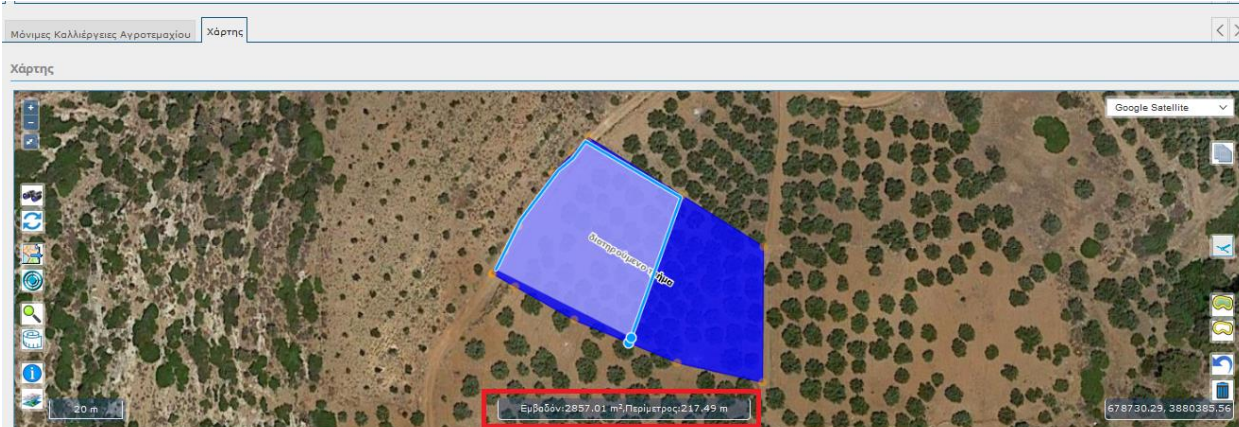 Μόνιμες Καλλιέργειες Αγροτεμαχίου
Χάρτης
Χάρτης
Google Satellite
διατηρούμενο τμήμα
20 m
Εμβαδόν:2857.01 m²,Περίμετρος:217.49 m
678730.29, 3880385.56